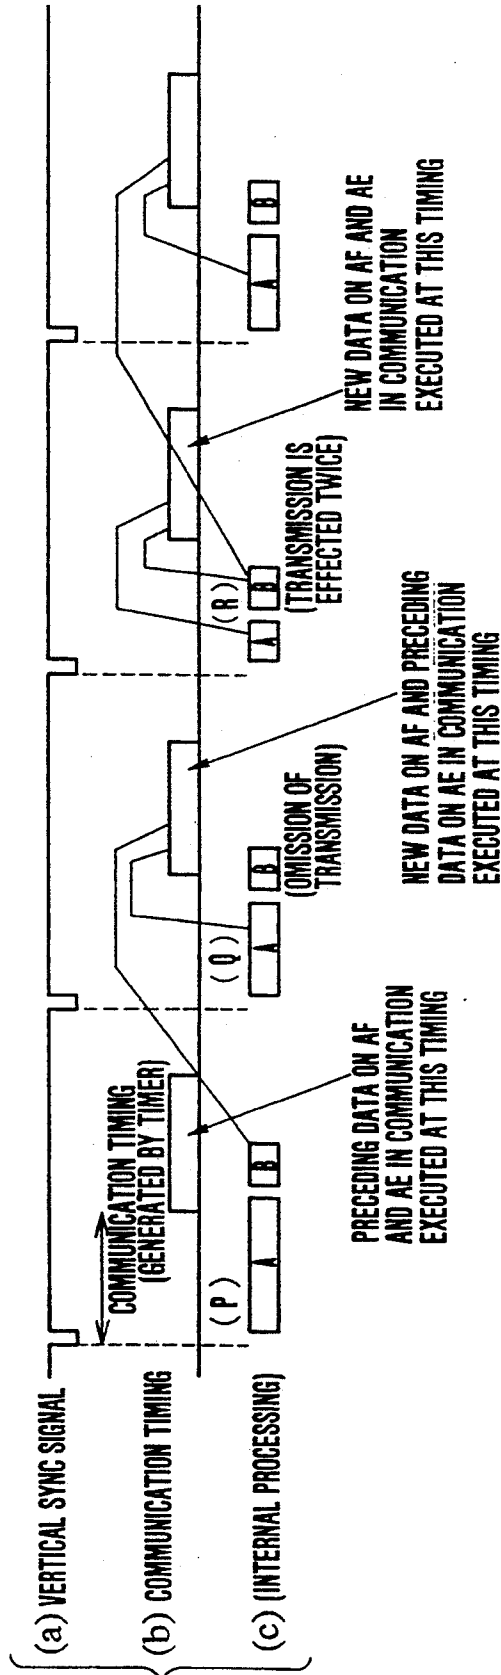 (a) VERTICAL SYNC SIGNAL
(b) COMMUNICATION TIMING
COMMUNICATION TIMING
(GENERATED BY TIMER)
(c) (INTERNAL PROCESSING)
(P)
A
B
(Q)
A
B
(OMISSION OF
TRANSMISSION)
A
(R)
B
(TRANSMISSION IS
EFFECTED TWICE)
A
B
PRECEDING DATA ON AF
AND AE IN COMMUNICATION
EXECUTED AT THIS TIMING
NEW DATA ON AF AND PRECEDING
DATA ON AE IN COMMUNICATION
EXECUTED AT THIS TIMING
NEW DATA ON AF AND AE
IN COMMUNICATION
EXECUTED AT THIS TIMING